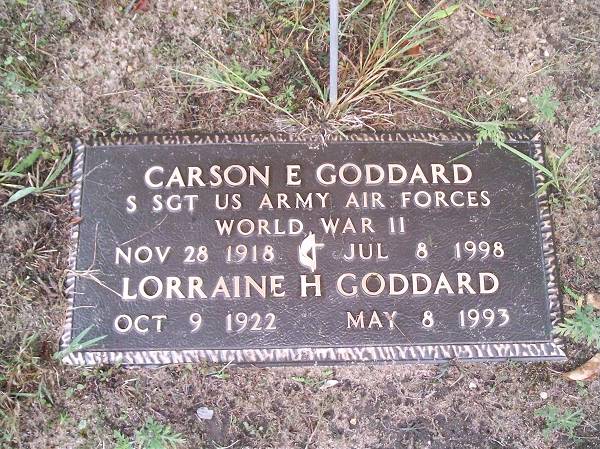 CARSON E GODDARD
S SGT US ARMY AIR FORCES
WORLD WAR II
NOV 28 1918 JUL 8 1998
LORRAINE H GODDARD
OCT 9 1922 MAY 8 1993